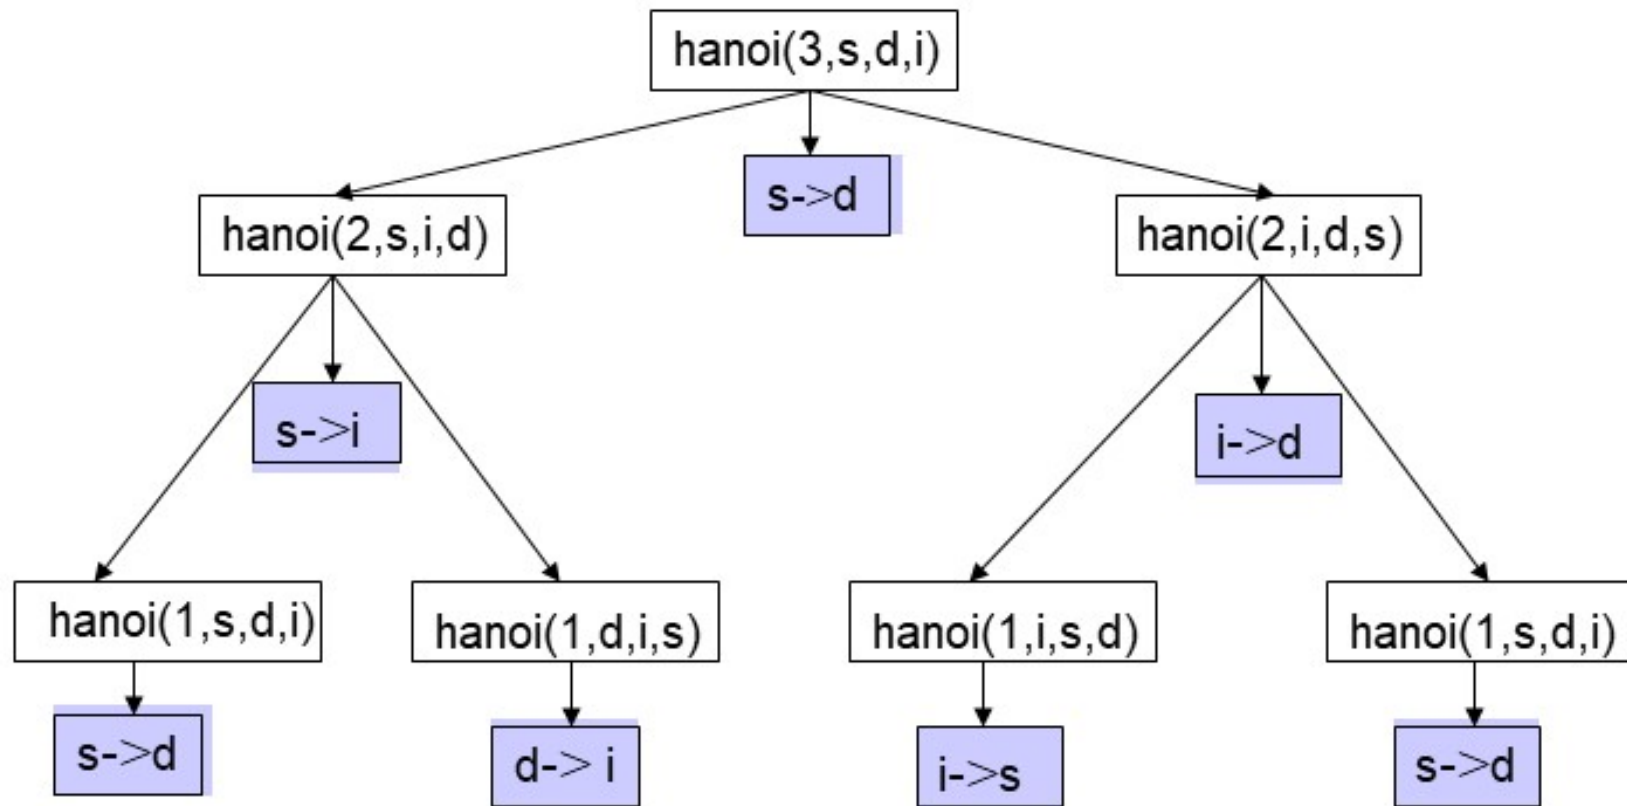 hanoi(3,s,d,i)
s->d
hanoi(2,s,i,d)
hanoi(2,i,d,s)
s->i
i->d
hanoi(1,s,d,i)
hanoi(1,d,i,s)
hanoi(1,i,s,d)
hanoi(1,s,d,i)
s->d
d-> i
i->s
s->d